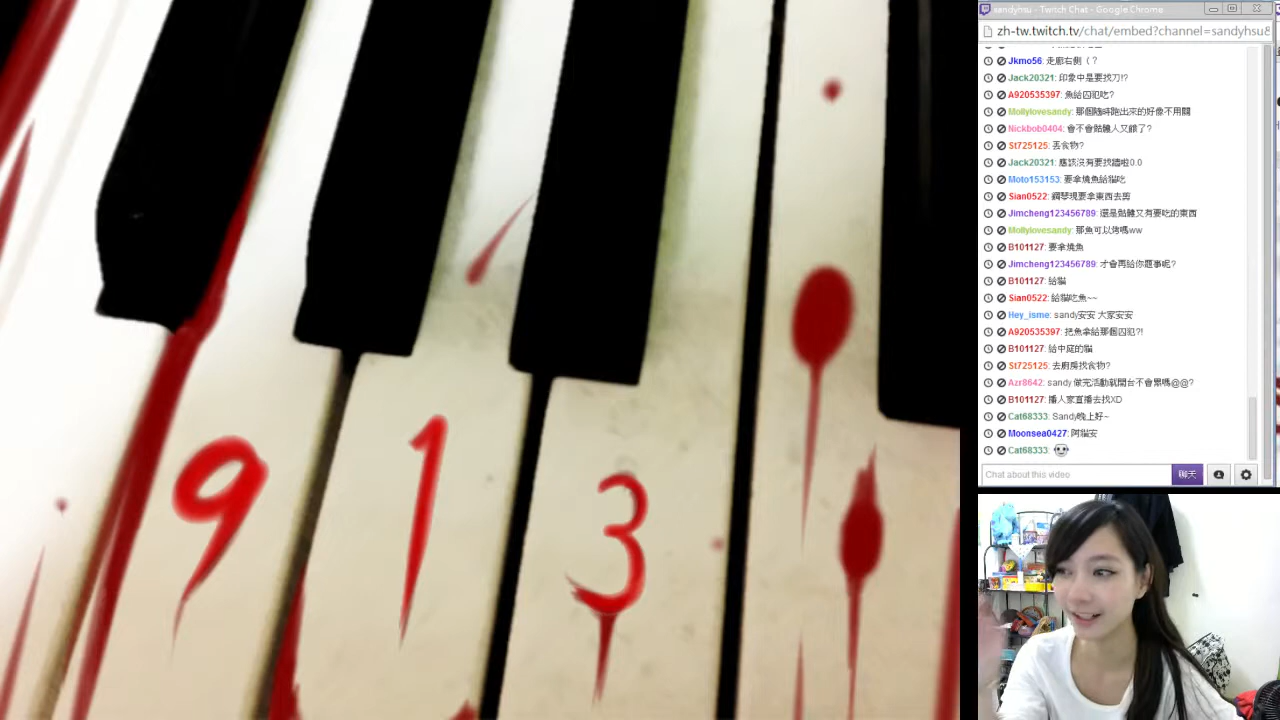 9 1 3
sandyhsu - Twitch Chat - Google Chrome
zh-tw.twitch.tv/chat/embed?channel=sandyhsu8
Jkmo56: 走廊右側（？
Jack20321: 印象中是要找刀!?
A920535397: 魚給囚犯吃?
Mollylovesandy: 那個隨時跑出來的好像不用關
Nickbob0404: 會不會骷髏人又餓了?
St725125: 丟食物?
Jack20321: 應該沒有要找牆啦0.0
Moto153153: 要拿燒魚給貓吃
Sian0522: 鋼琴現要拿東西去剪
Jimcheng123456789: 還是骷髏又有要吃的東西
Mollylovesandy: 那魚可以烤嗎ww
B101127: 要拿燒魚
Jimcheng123456789: 才會再給你題事呢?
B101127: 給貓
Sian0522: 給貓吃魚~~
Hey_isme: sandy安安 大家安安
A920535397: 把魚拿給那個囚犯?!
B101127: 給中庭的貓
St725125: 去廚房找食物?
Azr8642: sandy 做完活動就開台不會累嗎@@?
B101127: 播人家直播去找XD
Cat68333: Sandy晚上好~
Moonsea0427: 阿貓安
Cat68333:
Chat about this video
聊天